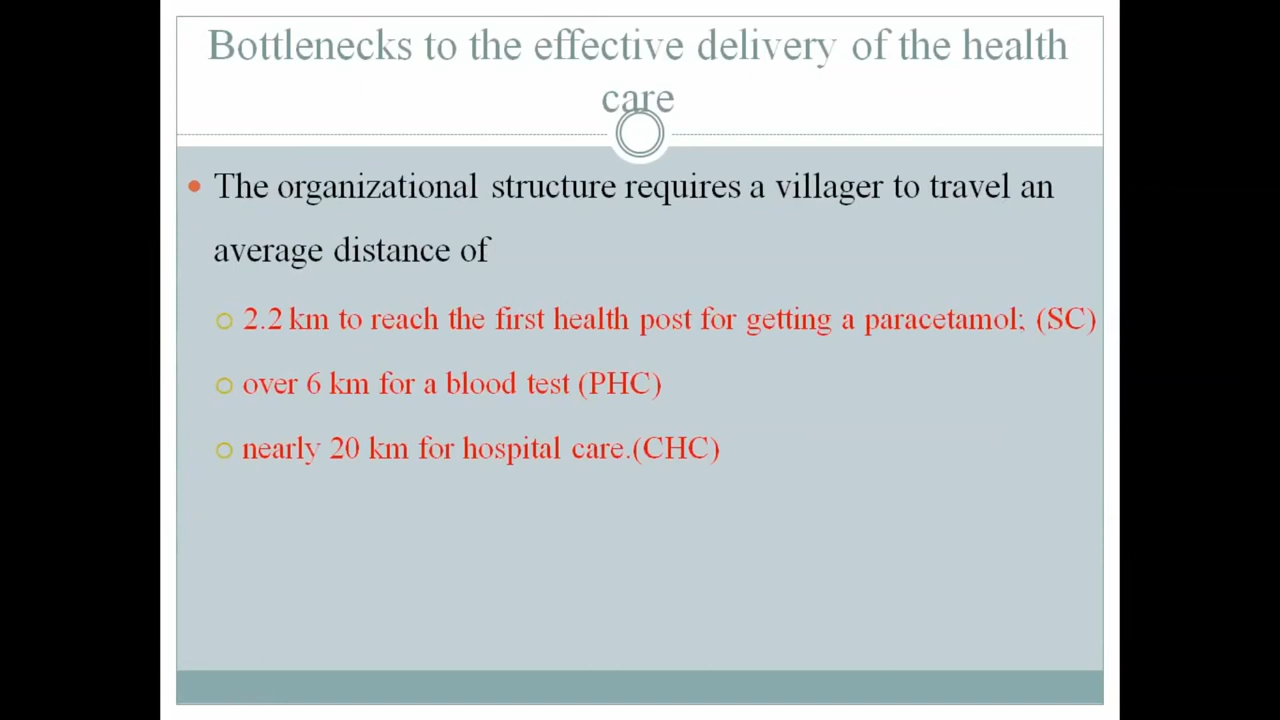 Bottlenecks to the effective delivery of the health
care
The organizational structure requires a villager to travel an
average distance of
2.2 km to reach the first health post for getting a paracetamol; (SC)
over 6 km for a blood test (PHC)
nearly 20 km for hospital care.(CHC)